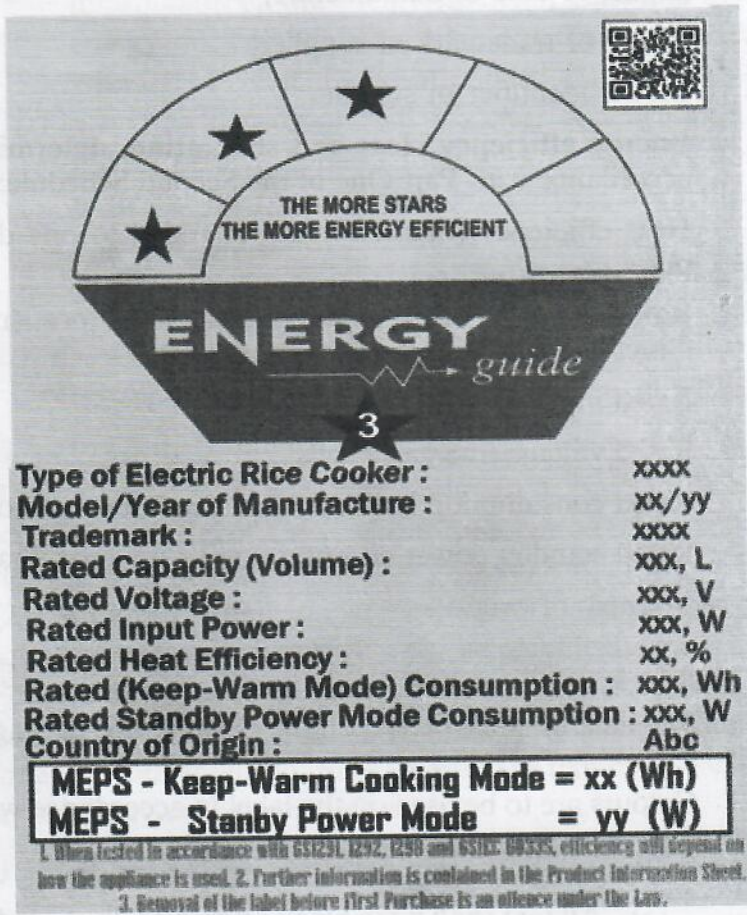 THE MORE STARS
THE MORE ENERGY EFFICIENT
ENERGY
guide
3
Type of Electric Rice Cooker : xxxx
Model/Year of Manufacture : xx/yy
Trademark : xxxx
Rated Capacity (Volume) : xxx, L
Rated Voltage : xxx, V
Rated Input Power : xxx, W
Rated Heat Efficiency : xx, %
Rated (Keep-Warm Mode) Consumption : xxx, Wh
Rated Standby Power Mode Consumption : xxx, W
Country of Origin : Abc
MEPS - Keep-Warm Cooking Mode = xx (Wh)
MEPS - Stanby Power Mode = yy (W)
1. When tested in accordance with efficiency will depend on
how the appliance is used. 2. Further information is contained in the Product Information Sheet.
3. Removal of the label before First Purchase is an offence under the Law.